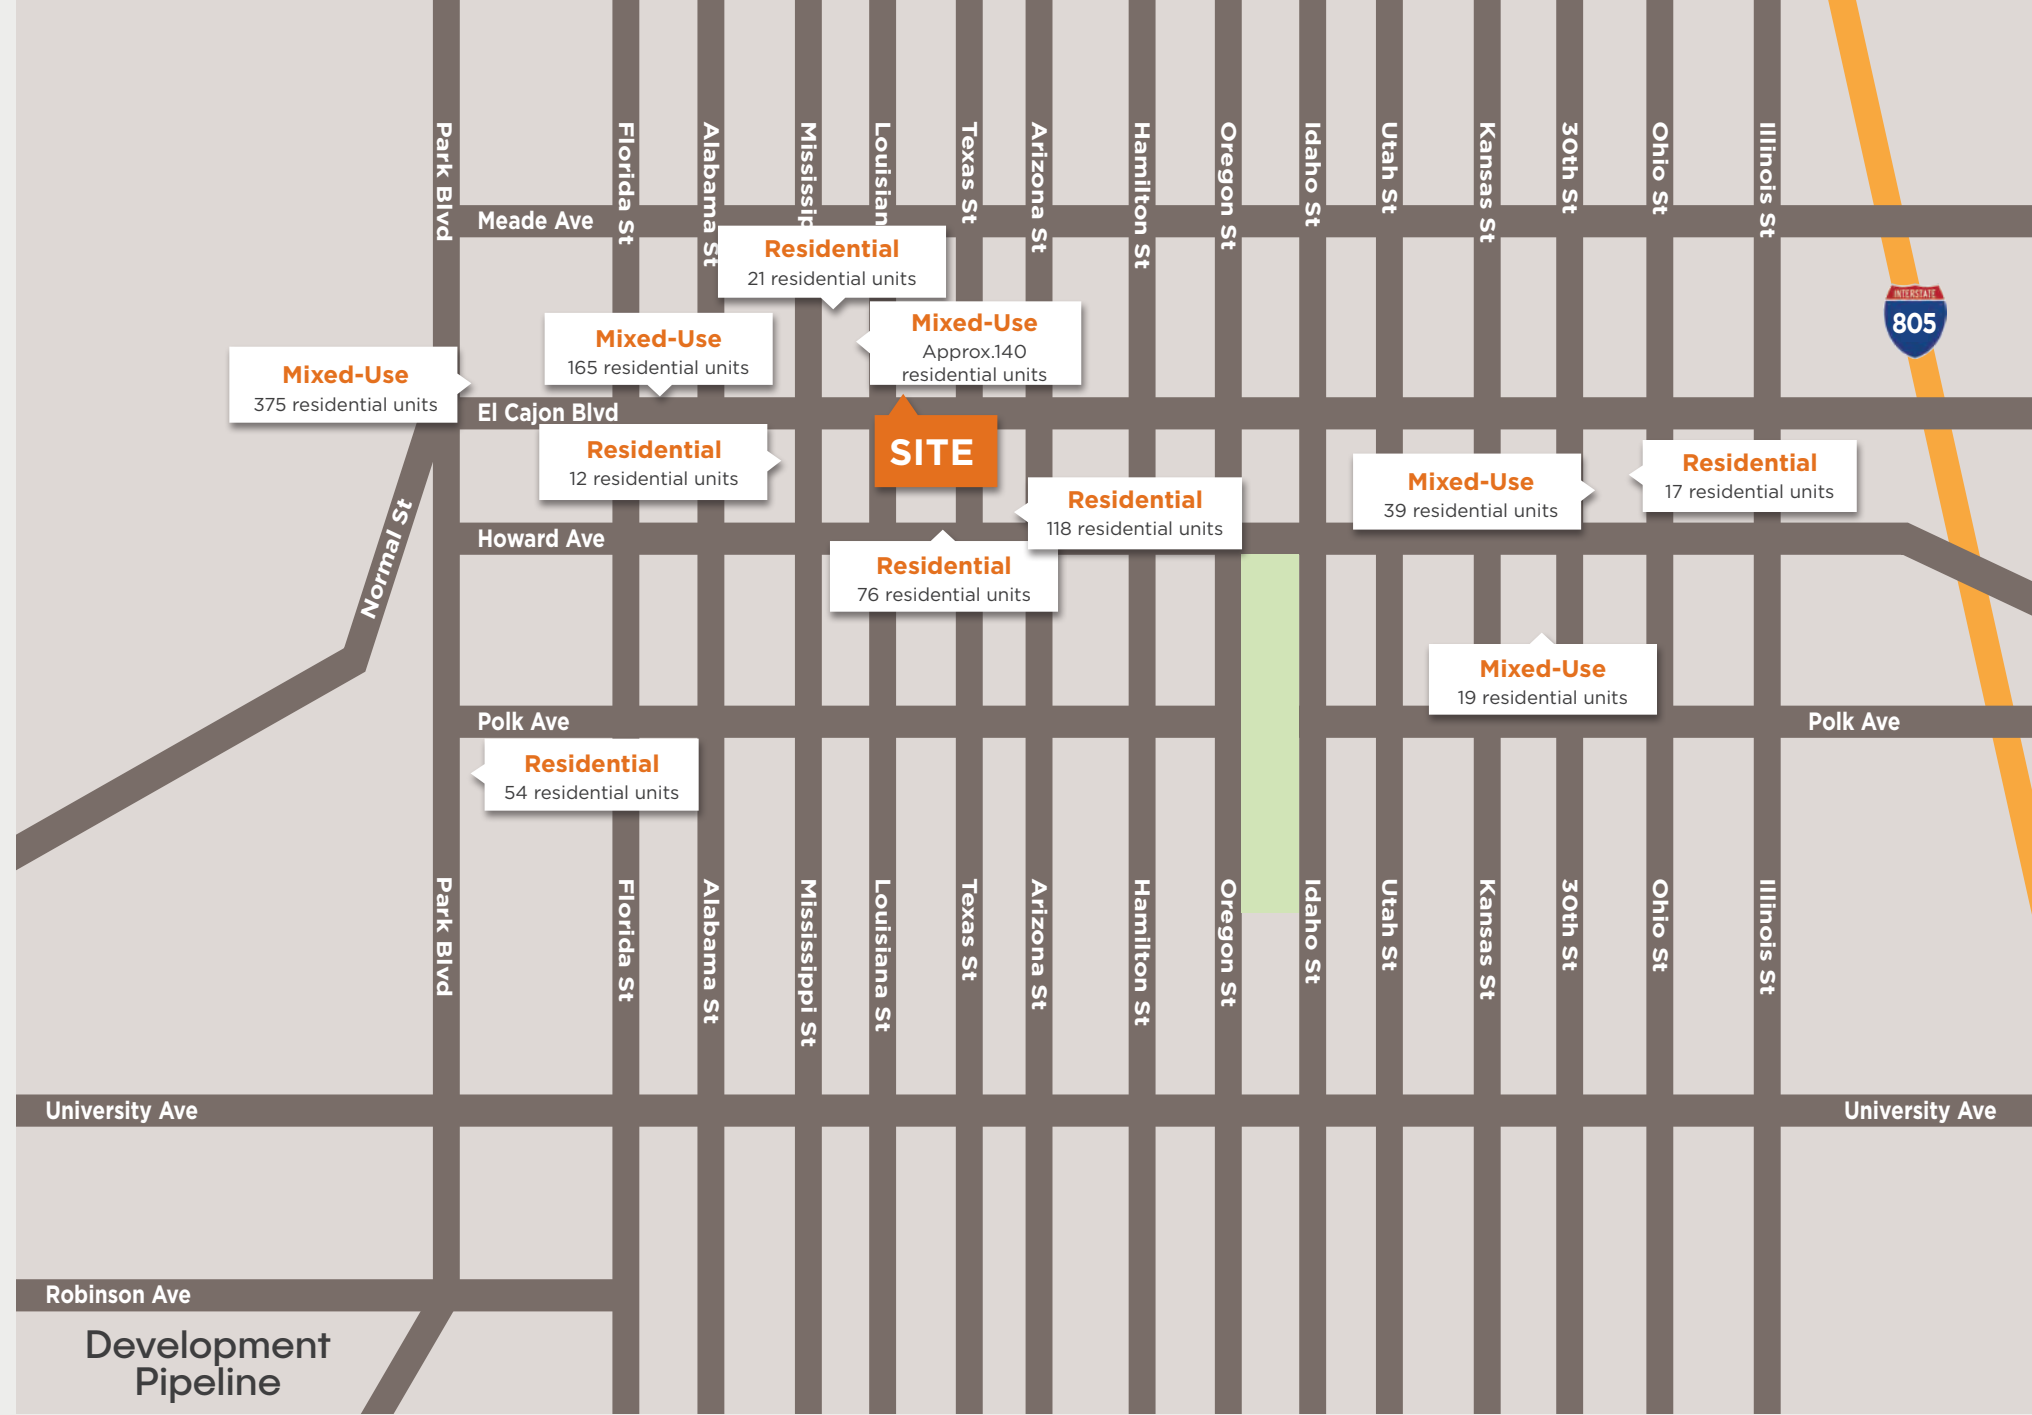 Park Blvd
Florida St
Alabama St
Mississip
Louisian
Texas St
Arizona St
Hamilton St
Oregon St
Idaho St
Utah St
Kansas St
30th St
Ohio St
Illinois St
Meade Ave
Residential
21 residential units
INTERSTATE
805
Mixed-Use
Approx.140
residential units
Mixed-Use
165 residential units
Mixed-Use
375 residential units
El Cajon Blvd
SITE
Residential
12 residential units
Residential
17 residential units
Mixed-Use
39 residential units
Residential
118 residential units
Normal St
Howard Ave
Residential
76 residential units
Mixed-Use
19 residential units
Polk Ave
Polk Ave
Residential
54 residential units
Park Blvd
Florida St
Alabama St
Mississippi St
Louisiana St
Texas St
Arizona St
Hamilton St
Oregon St
Idaho St
Utah St
Kansas St
30th St
Ohio St
Illinois St
University Ave
University Ave
Robinson Ave
Development
Pipeline